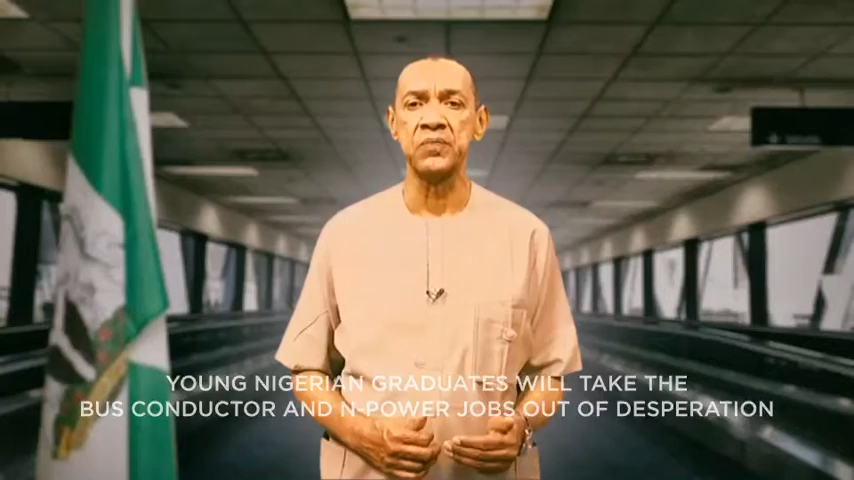 YOUNG NIGERIAN GRADUATES WILL TAKE THE
BUS CONDUCTOR AND N-POWER JOBS OUT OF DESPERATION